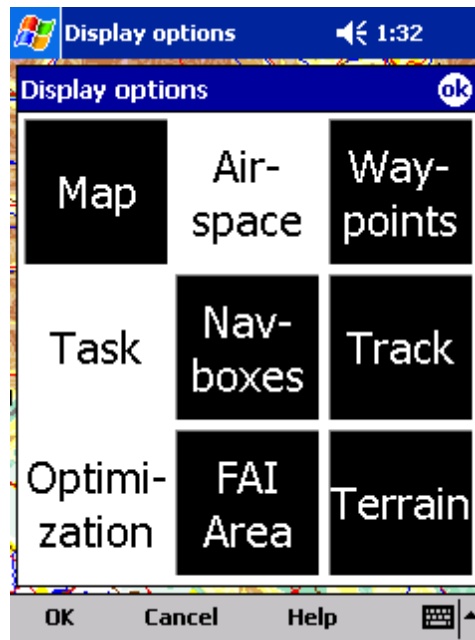 Display options 1:32
Display options ok
Map
Air-
space
Way-
points
Task
Nav-
boxes
Track
Optimi-
zation
FAI
Area
Terrain
OK Cancel Help